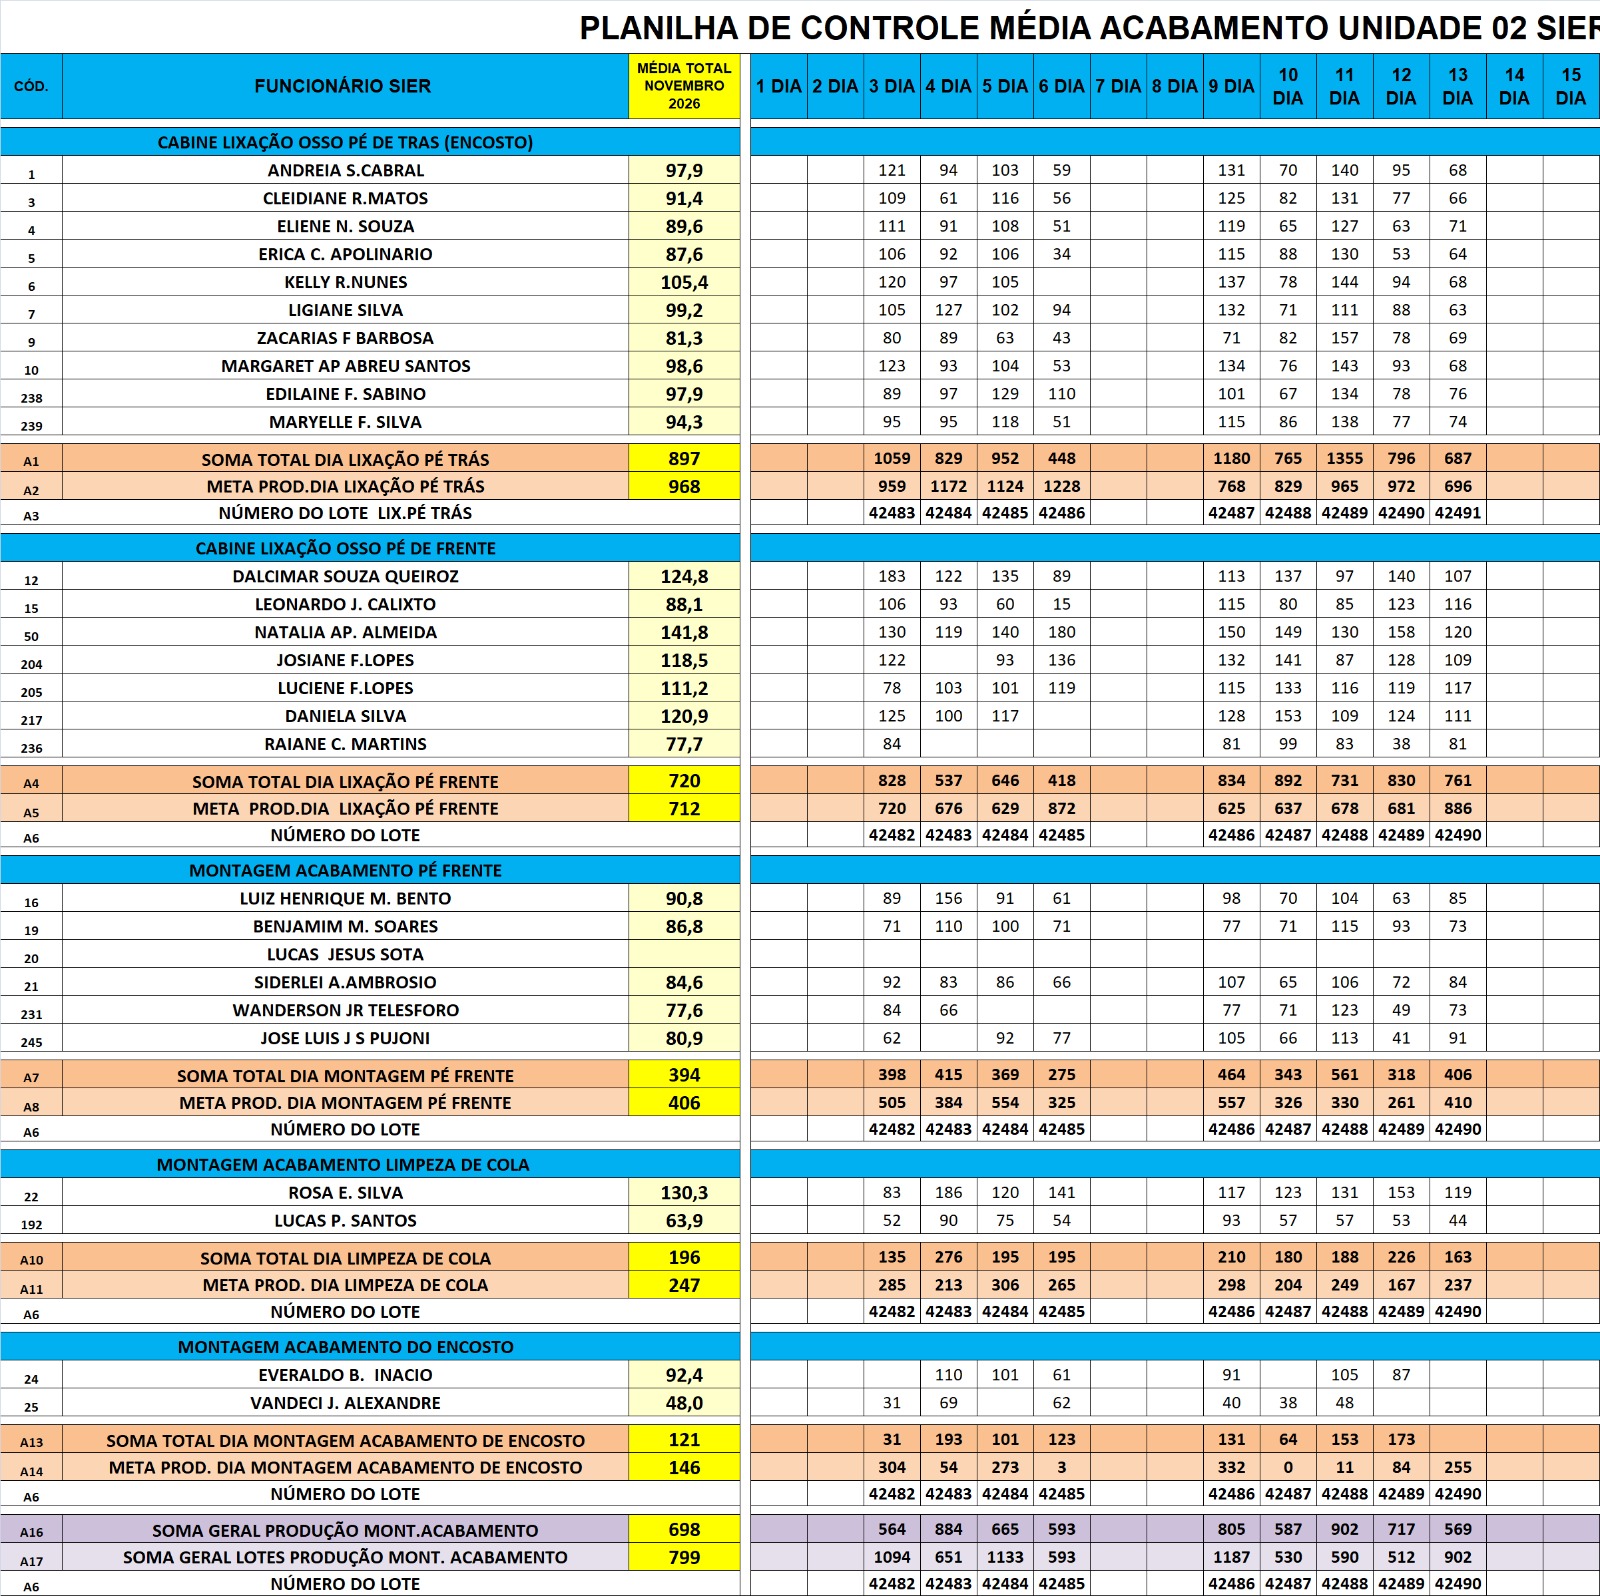 PLANILHA DE CONTROLE MÉDIA ACABAMENTO UNIDADE 02 SIER
CÓD. FUNCIONÁRIO SIER MÉDIA TOTAL NOVEMBRO 2026 1 DIA 2 DIA 3 DIA 4 DIA 5 DIA 6 DIA 7 DIA 8 DIA 9 DIA 10 DIA 11 DIA 12 DIA 13 DIA 14 DIA 15 DIA
CABINE LIXAÇÃO OSSO PÉ DE TRAS (ENCOSTO)
1 ANDREIA S.CABRAL 97,9 121 94 103 59 131 70 140 95 68
3 CLEIDIANE R.MATOS 91,4 109 61 116 56 125 82 131 77 66
4 ELIENE N. SOUZA 89,6 111 91 108 51 119 65 127 63 71
5 ERICA C. APOLINARIO 87,6 106 92 106 34 115 88 130 53 64
6 KELLY R.NUNES 105,4 120 97 105 137 78 144 94 68
7 LIGIANE SILVA 99,2 105 127 102 94 132 71 111 88 63
9 ZACARIAS F BARBOSA 81,3 80 89 63 43 71 82 157 78 69
10 MARGARET AP ABREU SANTOS 98,6 123 93 104 53 134 76 143 93 68
238 EDILAINE F. SABINO 97,9 89 97 129 110 101 67 134 78 76
239 MARYELLE F. SILVA 94,3 95 95 118 51 115 86 138 77 74
A1 SOMA TOTAL DIA LIXAÇÃO PÉ TRÁS 897 1059 829 952 448 1180 765 1355 796 687
A2 META PROD.DIA LIXAÇÃO PÉ TRÁS 968 959 1172 1124 1228 768 829 965 972 696
A3 NÚMERO DO LOTE LIX.PÉ TRÁS 42483 42484 42485 42486 42487 42488 42489 42490 42491
CABINE LIXAÇÃO OSSO PÉ DE FRENTE
12 DALCIMAR SOUZA QUEIROZ 124,8 183 122 135 89 113 137 97 140 107
15 LEONARDO J. CALIXTO 88,1 106 93 60 15 115 80 85 123 116
50 NATALIA AP. ALMEIDA 141,8 130 119 140 180 150 149 130 158 120
204 JOSIANE F.LOPES 118,5 122 93 136 132 141 87 128 109
205 LUCIENE F.LOPES 111,2 78 103 101 119 115 133 116 119 117
217 DANIELA SILVA 120,9 125 100 117 128 153 109 124 111
236 RAIANE C. MARTINS 77,7 84 81 99 83 38 81
A4 SOMA TOTAL DIA LIXAÇÃO PÉ FRENTE 720 828 537 646 418 834 892 731 830 761
A5 META PROD.DIA LIXAÇÃO PÉ FRENTE 712 720 676 629 872 625 637 678 681 886
A6 NÚMERO DO LOTE 42482 42483 42484 42485 42486 42487 42488 42489 42490
MONTAGEM ACABAMENTO PÉ FRENTE
16 LUIZ HENRIQUE M. BENTO 90,8 89 156 91 61 98 70 104 63 85
19 BENJAMIM M. SOARES 86,8 71 110 100 71 77 71 115 93 73
20 LUCAS JESUS SOTA
21 SIDERLEI A.AMBROSIO 84,6 92 83 86 66 107 65 106 72 84
231 WANDERSON JR TELESFORO 77,6 84 66 77 71 123 49 73
245 JOSE LUIS J S PUJONI 80,9 62 92 77 105 66 113 41 91
A7 SOMA TOTAL DIA MONTAGEM PÉ FRENTE 394 398 415 369 275 464 343 561 318 406
A8 META PROD. DIA MONTAGEM PÉ FRENTE 406 505 384 554 325 557 326 330 261 410
A6 NÚMERO DO LOTE 42482 42483 42484 42485 42486 42487 42488 42489 42490
MONTAGEM ACABAMENTO LIMPEZA DE COLA
22 ROSA E. SILVA 130,3 83 186 120 141 117 123 131 153 119
192 LUCAS P. SANTOS 63,9 52 90 75 54 93 57 57 53 44
A10 SOMA TOTAL DIA LIMPEZA DE COLA 196 135 276 195 195 210 180 188 226 163
A11 META PROD. DIA LIMPEZA DE COLA 247 285 213 306 265 298 204 249 167 237
A6 NÚMERO DO LOTE 42482 42483 42484 42485 42486 42487 42488 42489 42490
MONTAGEM ACABAMENTO DO ENCOSTO
24 EVERALDO B. INACIO 92,4 110 101 61 91 105 87
25 VANDECI J. ALEXANDRE 48,0 31 69 62 40 38 48
A13 SOMA TOTAL DIA MONTAGEM ACABAMENTO DE ENCOSTO 121 31 193 101 123 131 64 153 173
A14 META PROD. DIA MONTAGEM ACABAMENTO DE ENCOSTO 146 304 54 273 3 332 0 11 84 255
A6 NÚMERO DO LOTE 42482 42483 42484 42485 42486 42487 42488 42489 42490
A16 SOMA GERAL PRODUÇÃO MONT.ACABAMENTO 698 564 884 665 593 805 587 902 717 569
A17 SOMA GERAL LOTES PRODUÇÃO MONT. ACABAMENTO 799 1094 651 1133 593 1187 530 590 512 902
A6 NÚMERO DO LOTE 42482 42483 42484 42485 42486 42487 42488 42489 42490